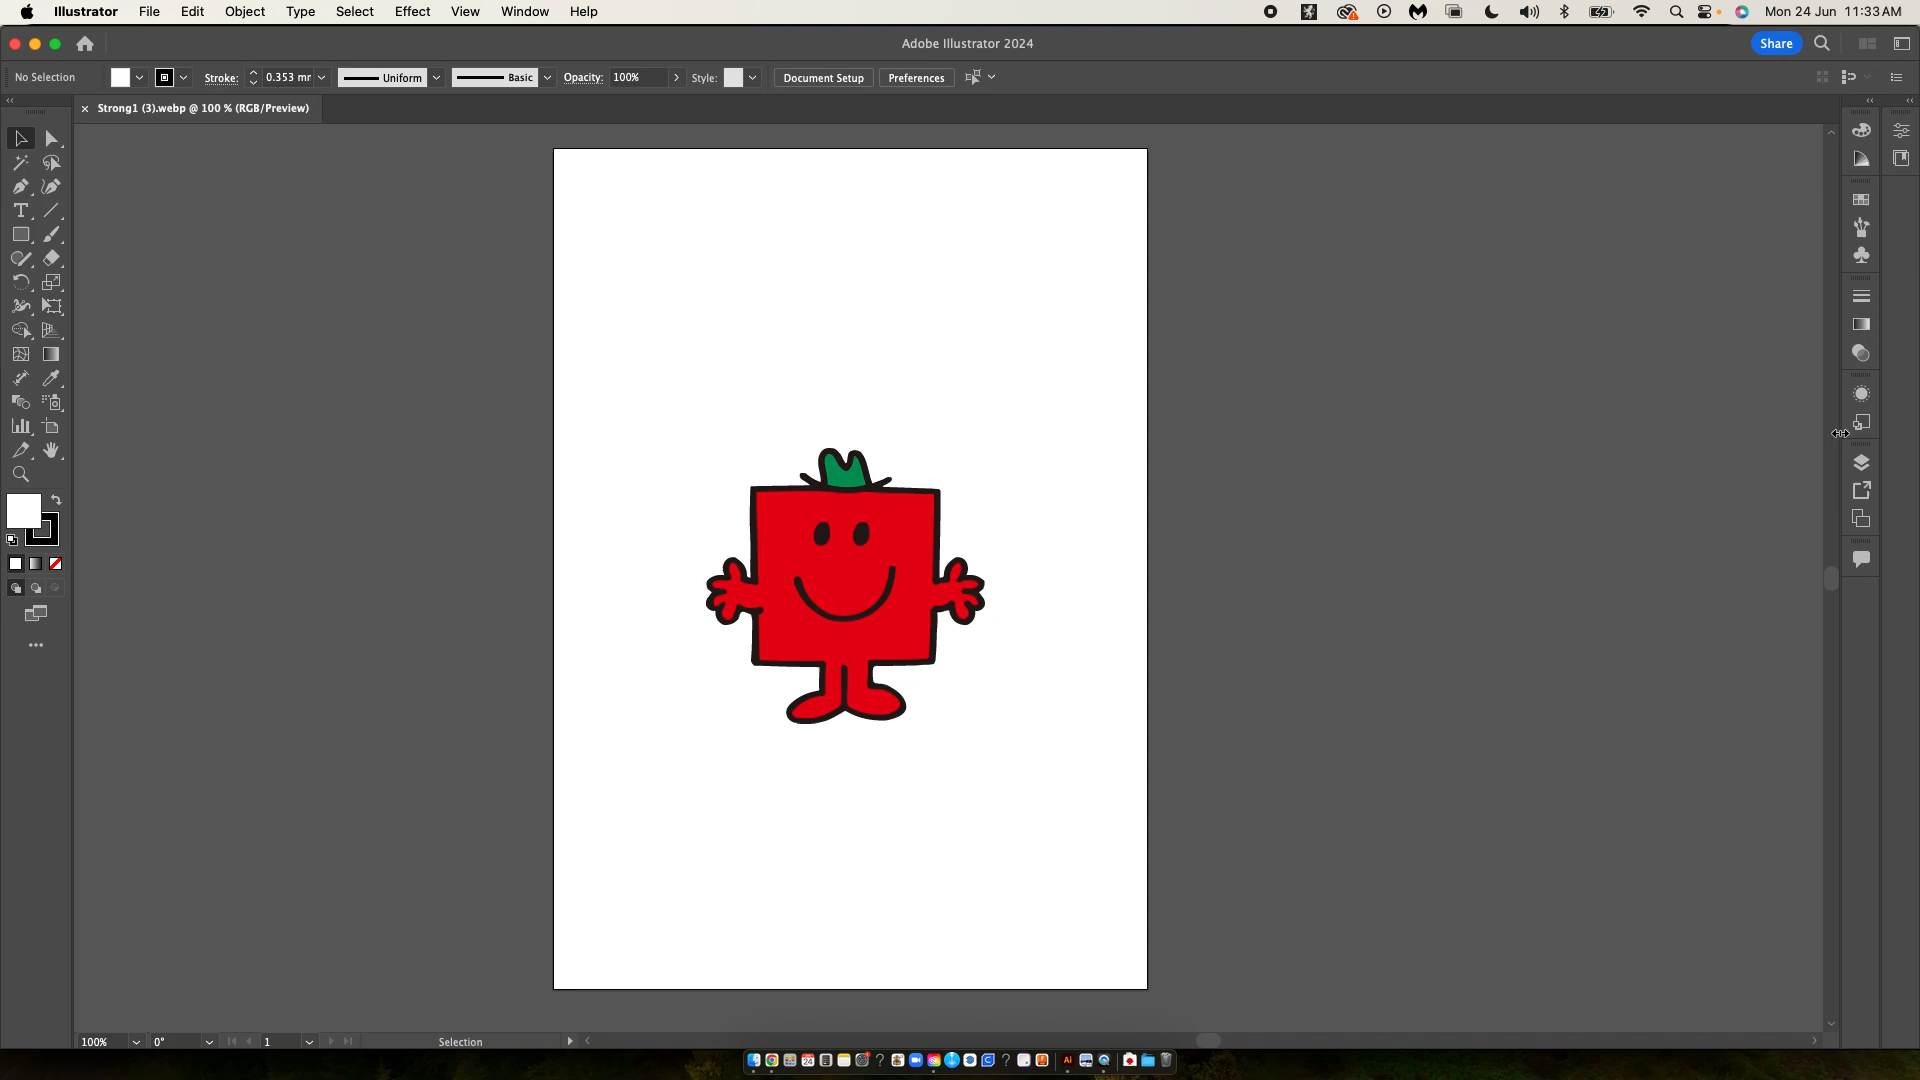 Illustrator File Edit Object Type Select Effect View Window Help Mon 24 Jun 11:33 AM
Adobe Illustrator 2024 Share
No Selection Stroke: 0.353 mm Uniform Basic Opacity: 100% Style: Document Setup Preferences
Strong1 (3).webp @ 100 % (RGB/Preview)
100% 0° 1 Selection